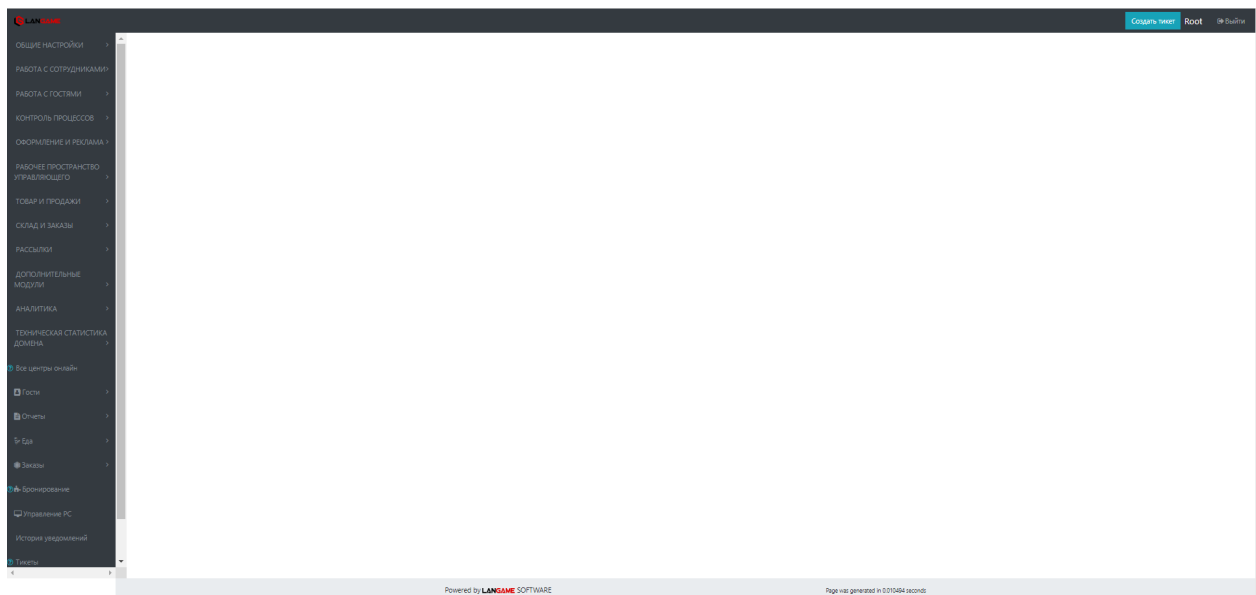 LANGAME
Создать тикет Root Выйти
ОБЩИЕ НАСТРОЙКИ
РАБОТА С СОТРУДНИКАМИ
РАБОТА С ГОСТЯМИ
КОНТРОЛЬ ПРОЦЕССОВ
ОФОРМЛЕНИЕ И РЕКЛАМА
РАБОЧЕЕ ПРОСТРАНСТВО
УПРАВЛЯЮЩЕГО
ТОВАР И ПРОДАЖИ
СКЛАД И ЗАКАЗЫ
РАССЫЛКИ
ДОПОЛНИТЕЛЬНЫЕ
МОДУЛИ
АНАЛИТИКА
ТЕХНИЧЕСКАЯ СТАТИСТИКА
ДОМЕНА
Все центры онлайн
Гости
Отчеты
Еда
Заказы
Бронирование
Управление PC
История уведомлений
Тикеты
Powered by LANGAME SOFTWARE
Page was generated in 0.010494 seconds